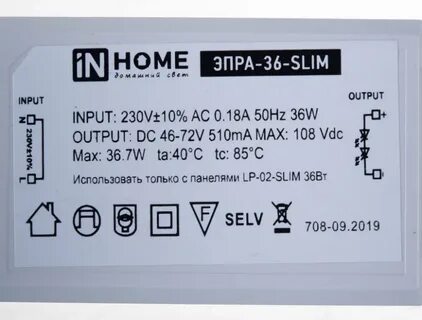 iN HOME
домашний свет
ЭПРА-36-SLIM
INPUT
N
230V±10%
L
OUTPUT
+
-
INPUT: 230V±10% AC 0.18A 50Hz 36W
OUTPUT: DC 46-72V 510mA MAX: 108 Vdc
Max: 36.7W ta:40°C tc: 85°C
Использовать только с панелями LP-02-SLIM 36Вт
F
SELV
708-09.2019